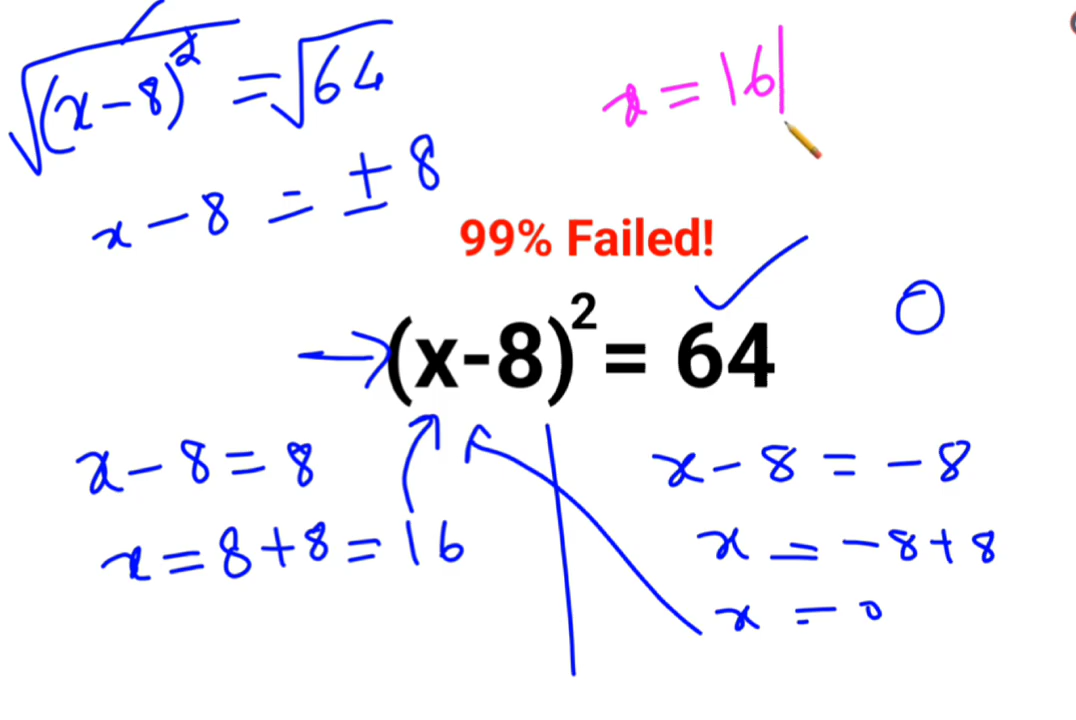 √(x-8)² = √64
x = 16
x - 8 = ± 8
99% Failed!
(x-8)² = 64
0
x - 8 = 8
x = 8 + 8 = 16
x - 8 = - 8
x = - 8 + 8
x = 0